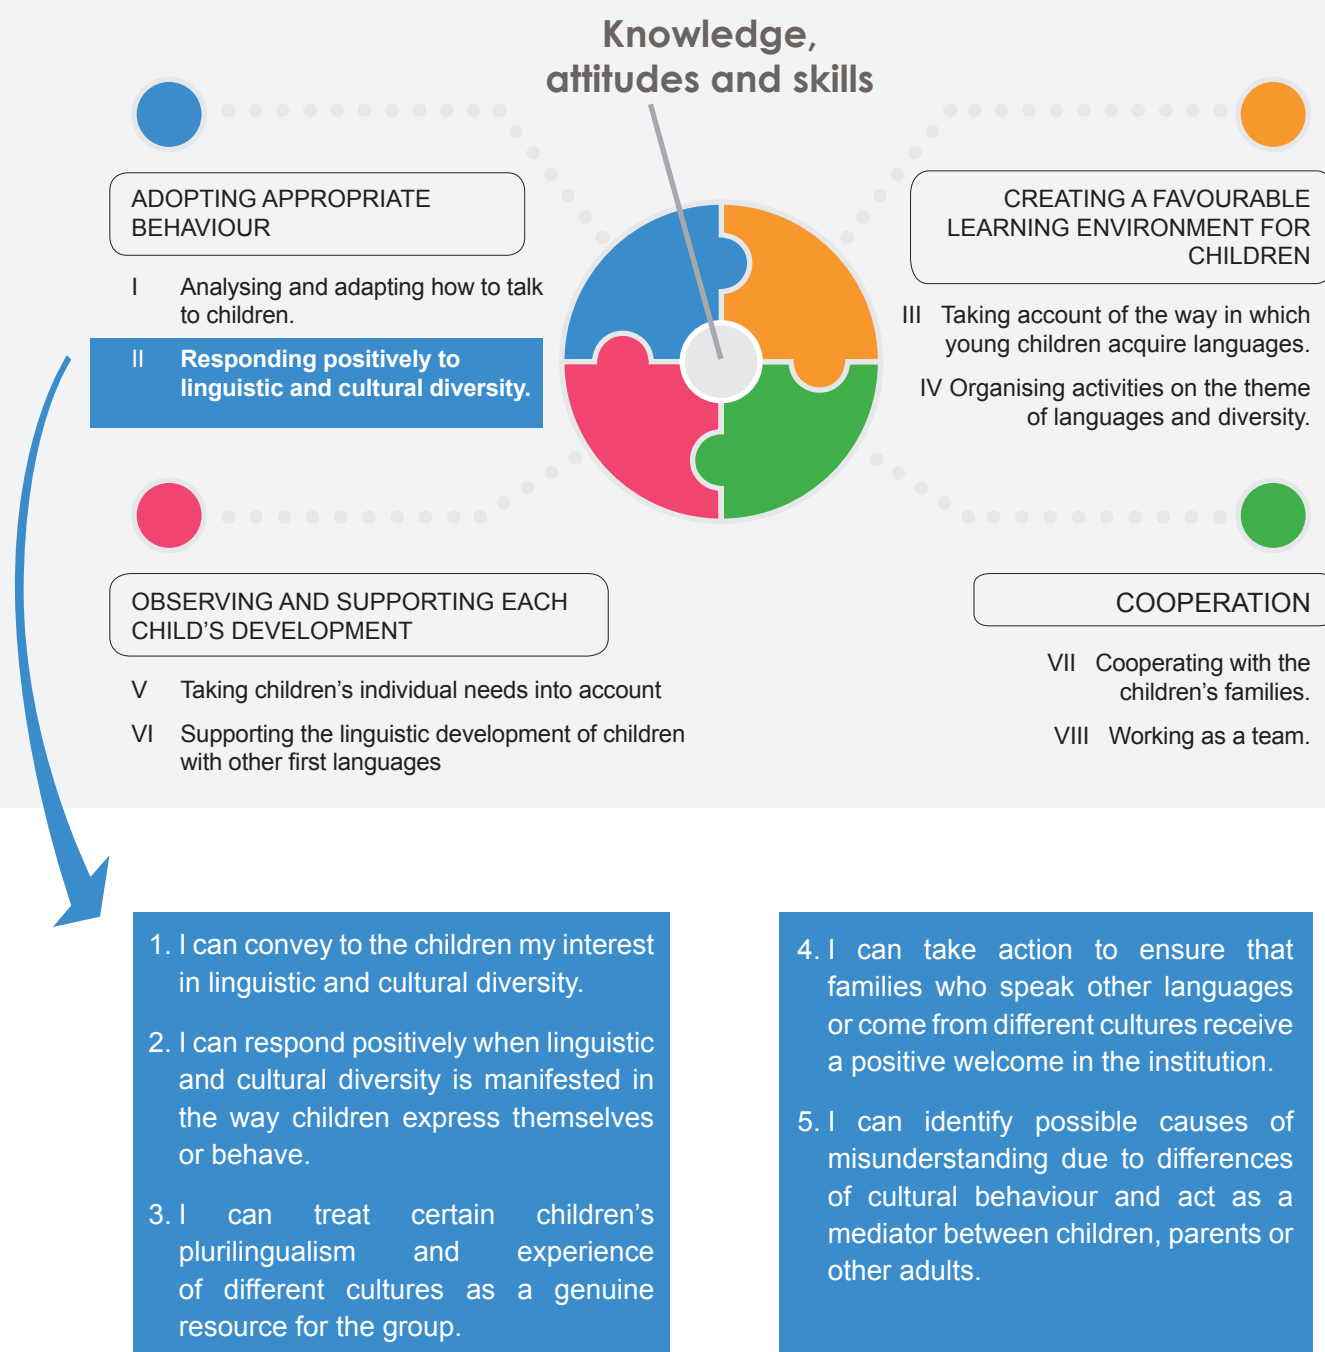 Knowledge,
attitudes and skills
ADOPTING APPROPRIATE
BEHAVIOUR
I Analysing and adapting how to talk
to children.
II Responding positively to
linguistic and cultural diversity.
CREATING A FAVOURABLE
LEARNING ENVIRONMENT FOR
CHILDREN
III Taking account of the way in which
young children acquire languages.
IV Organising activities on the theme
of languages and diversity.
OBSERVING AND SUPPORTING EACH
CHILD’S DEVELOPMENT
V Taking children’s individual needs into account
VI Supporting the linguistic development of children
with other first languages
COOPERATION
VII Cooperating with the
children’s families.
VIII Working as a team.
1. I can convey to the children my interest
in linguistic and cultural diversity.
2. I can respond positively when linguistic
and cultural diversity is manifested in
the way children express themselves
or behave.
3. I can treat certain children’s
plurilingualism and experience
of different cultures as a genuine
resource for the group.
4. I can take action to ensure that
families who speak other languages
or come from different cultures receive
a positive welcome in the institution.
5. I can identify possible causes of
misunderstanding due to differences
of cultural behaviour and act as a
mediator between children, parents or
other adults.